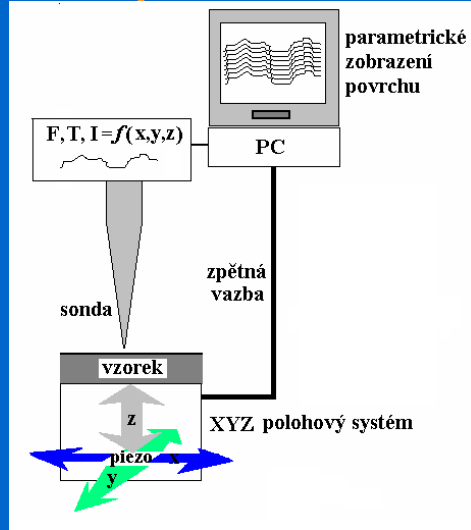 parametrické
zobrazení
povrchu
F, T, I=f(x,y,z)
PC
zpětná
vazba
sonda
vzorek
z
XYZ polohový systém
piezo x
y